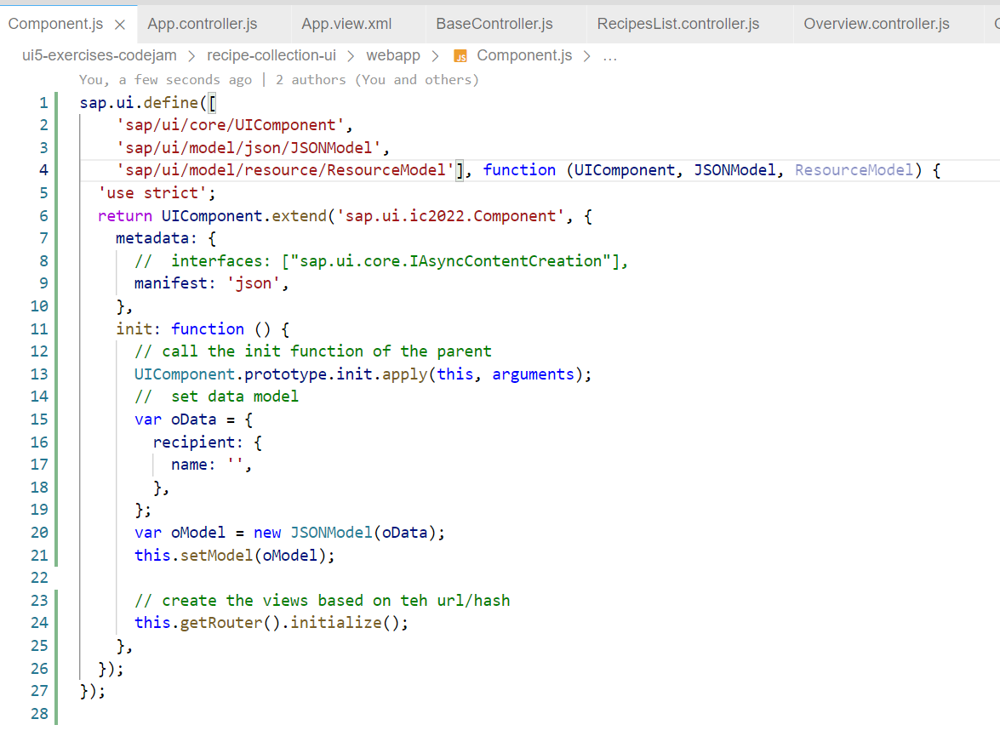 Component.js × App.controller.js App.view.xml BaseController.js RecipesList.controller.js Overview.controller.js
ui5-exercises-codejam > recipe-collection-ui > webapp > JS Component.js > ...
You, a few seconds ago | 2 authors (You and others)
1 sap.ui.define([
2 'sap/ui/core/UIComponent',
3 'sap/ui/model/json/JSONModel',
4 'sap/ui/model/resource/ResourceModel'], function (UIComponent, JSONModel, ResourceModel) {
5 'use strict';
6 return UIComponent.extend('sap.ui.ic2022.Component', {
7 metadata: {
8 // interfaces: ["sap.ui.core.IAsyncContentCreation"],
9 manifest: 'json',
10 },
11 init: function () {
12 // call the init function of the parent
13 UIComponent.prototype.init.apply(this, arguments);
14 // set data model
15 var oData = {
16 recipient: {
17 name: '',
18 },
19 };
20 var oModel = new JSONModel(oData);
21 this.setModel(oModel);
22
23 // create the views based on teh url/hash
24 this.getRouter().initialize();
25 },
26 });
27 });
28